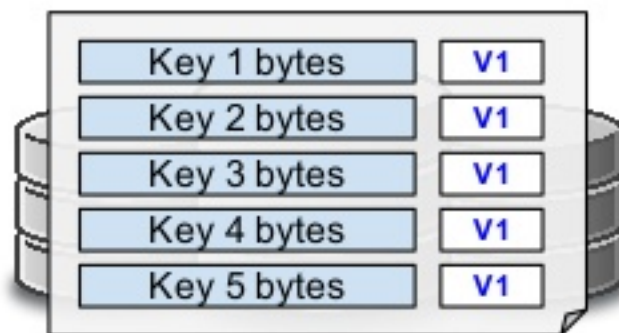 Key 1 bytes V1
Key 2 bytes V1
Key 3 bytes V1
Key 4 bytes V1
Key 5 bytes V1